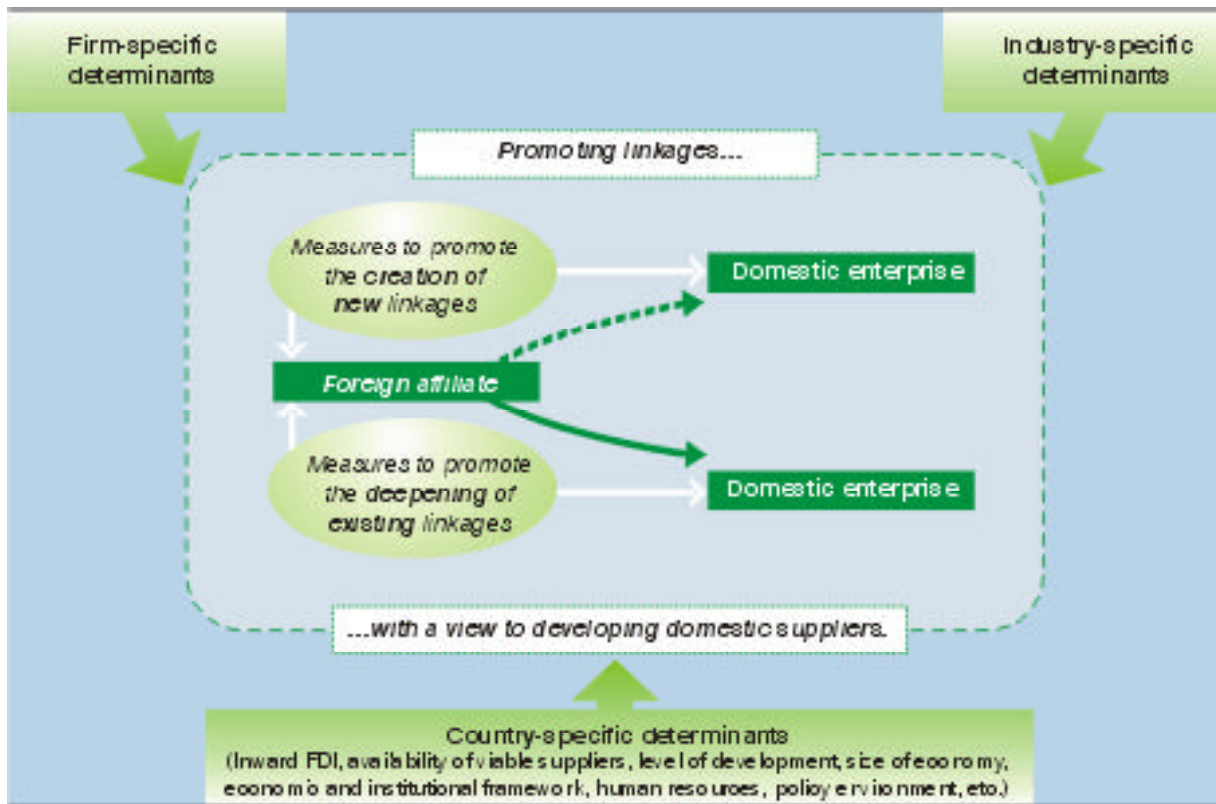 Firm-specific
determinants
Industry-specific
determinants
Promoting linkages...
Measures to promote
the creation of
new linkages
Domestic enterprise
Foreign affiliate
Measures to promote
the deepening of
existing linkages
Domestic enterprise
...with a view to developing domestic suppliers.
Country-specific determinants
(Inward FDI, availability of viable suppliers, level of development, size of economy,
economic and institutional framework, human resources, policy environment, etc.)